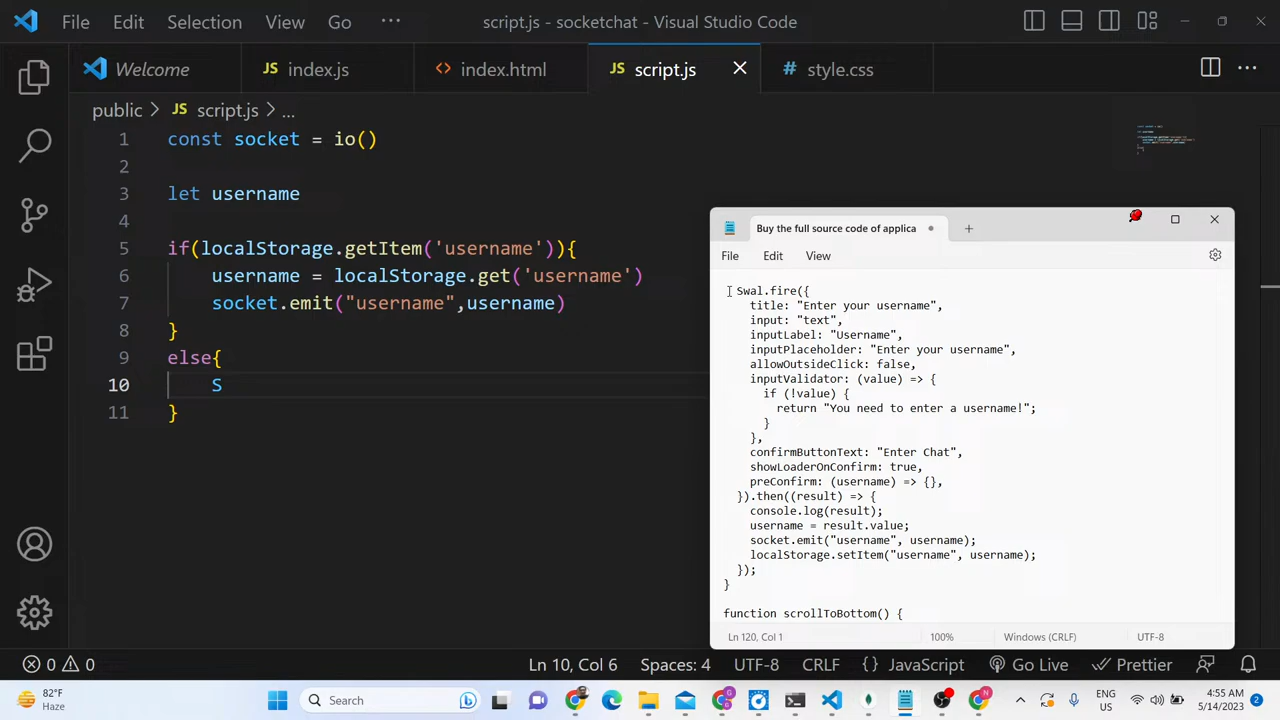 File Edit Selection View Go ··· script.js - socketchat - Visual Studio Code
Welcome JS index.js <> index.html JS script.js # style.css ···
public > JS script.js > ...
1 const socket = io()
2
3 let username
4
5 if(localStorage.getItem('username')){
6 username = localStorage.get('username')
7 socket.emit("username",username)
8 }
9 else{
10 S
11 }
Buy the full source code of applica
File Edit View
Swal.fire({
title: "Enter your username",
input: "text",
inputLabel: "Username",
inputPlaceholder: "Enter your username",
allowOutsideClick: false,
inputValidator: (value) => {
if (!value) {
return "You need to enter a username!";
}
},
confirmButtonText: "Enter Chat",
showLoaderOnConfirm: true,
preConfirm: (username) => {},
}).then((result) => {
console.log(result);
username = result.value;
socket.emit("username", username);
localStorage.setItem("username", username);
});
}
function scrollToBottom() {
Ln 120, Col 1 100% Windows (CRLF) UTF-8
0 0 Ln 10, Col 6 Spaces: 4 UTF-8 CRLF {} JavaScript Go Live Prettier
82°F
Haze
Search
ENG
US
4:55 AM
5/14/2023
2